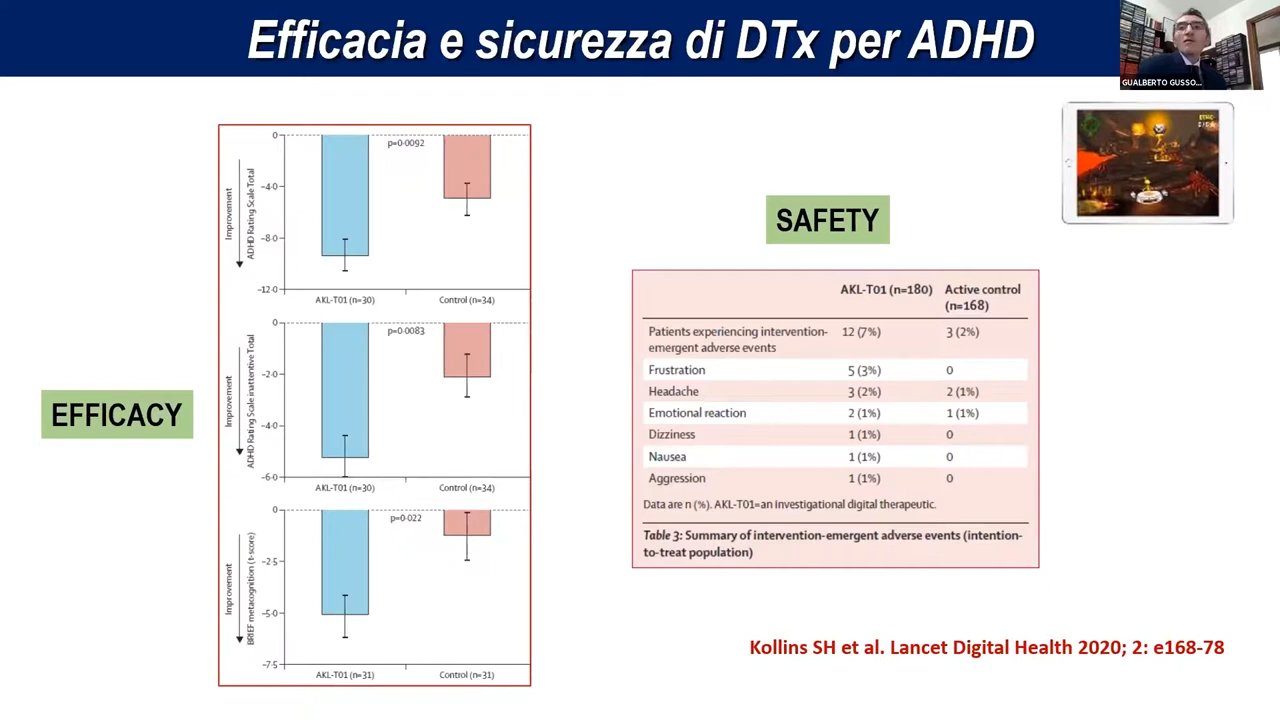 Efficacia e sicurezza di DTx per ADHD
GUALBERTO GUSSO...
EFFICACY
0
-4·0
-8·0
-12·0
Improvement
ADHD Rating Scale Total
p=0·0092
AKL-T01 (n=30)
Control (n=34)
0
-2·0
-4·0
-6·0
Improvement
ADHD Rating Scale Inattentive Total
p=0·0083
AKL-T01 (n=30)
Control (n=34)
0
-2·5
-5·0
-7·5
Improvement
BRIEF metacognition (t-score)
p=0·022
AKL-T01 (n=31)
Control (n=31)
SAFETY
AKL-T01 (n=180) Active control
(n=168)
Patients experiencing intervention- 12 (7%) 3 (2%)
emergent adverse events
Frustration 5 (3%) 0
Headache 3 (2%) 2 (1%)
Emotional reaction 2 (1%) 1 (1%)
Dizziness 1 (1%) 0
Nausea 1 (1%) 0
Aggression 1 (1%) 0
Data are n (%). AKL-T01=an investigational digital therapeutic.
Table 3: Summary of intervention-emergent adverse events (intention-
to-treat population)
Kollins SH et al. Lancet Digital Health 2020; 2: e168-78